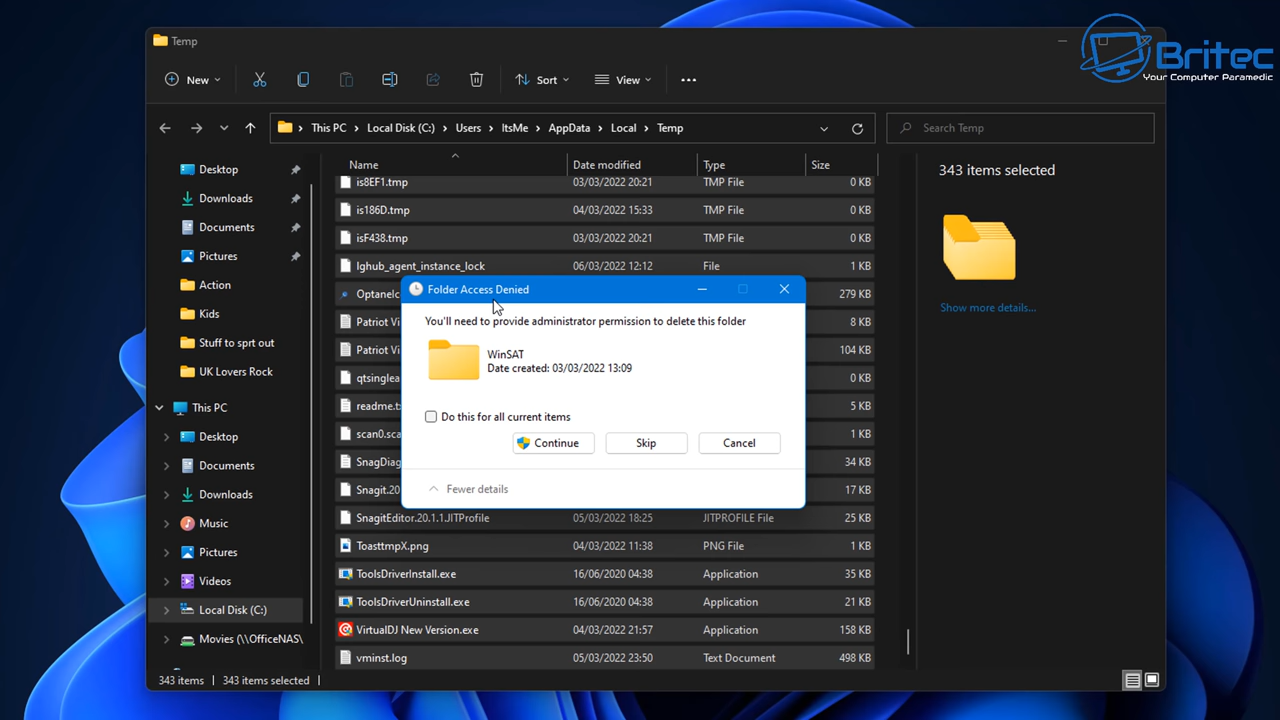 Temp
Britec
Your Computer Paramedic
New
Sort
View
This PC > Local Disk (C:) > Users > ItsMe > AppData > Local > Temp
Search Temp
Desktop
Downloads
Documents
Pictures
Action
Kids
Stuff to sprt out
UK Lovers Rock
This PC
Desktop
Documents
Downloads
Music
Pictures
Videos
Local Disk (C:)
Movies (\\OfficeNAS\
Name Date modified Type Size
is8EF1.tmp 03/03/2022 20:21 TMP File 0 KB
is186D.tmp 04/03/2022 15:33 TMP File 0 KB
isF438.tmp 03/03/2022 20:21 TMP File 0 KB
lghub_agent_instance_lock 06/03/2022 12:12 File 1 KB
OptaneIc 279 KB
Patriot Vi 8 KB
Patriot Vi 104 KB
qtsinglea 0 KB
readme.tx 5 KB
scan0.sca 1 KB
SnagDiag 34 KB
Snagit.20 17 KB
SnagitEditor.20.1.1.JITProfile 05/03/2022 18:25 JITPROFILE File 25 KB
ToasttmpX.png 04/03/2022 11:38 PNG File 1 KB
ToolsDriverInstall.exe 16/06/2020 04:38 Application 35 KB
ToolsDriverUninstall.exe 16/06/2020 04:38 Application 21 KB
VirtualDJ New Version.exe 04/03/2022 21:57 Application 158 KB
vminst.log 05/03/2022 23:50 Text Document 498 KB
Folder Access Denied
You'll need to provide administrator permission to delete this folder
WinSAT
Date created: 03/03/2022 13:09
Do this for all current items
Continue Skip Cancel
Fewer details
343 items selected
Show more details...
343 items 343 items selected